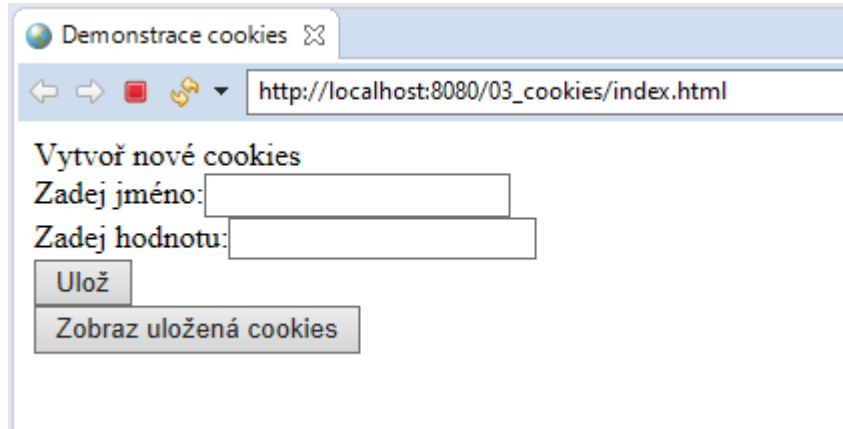 Demonstrace cookies
http://localhost:8080/03_cookies/index.html
Vytvoř nové cookies
Zadej jméno:
Zadej hodnotu:
Ulož
Zobraz uložená cookies